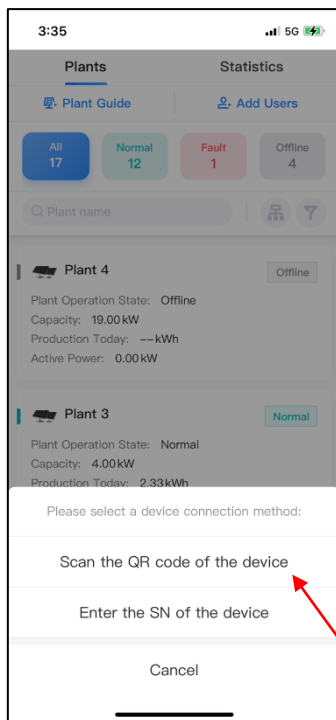 3:35 5G
Plants Statistics
Plant Guide Add Users
All Normal Fault Offline
17 12 1 4
Plant name
Plant 4 Offline
Plant Operation State: Offline
Capacity: 19.00 kW
Production Today: --kWh
Active Power: 0.00 kW
Plant 3 Normal
Plant Operation State: Normal
Capacity: 4.00 kW
Production Today: 2.33kWh
Please select a device connection method:
Scan the QR code of the device
Enter the SN of the device
Cancel